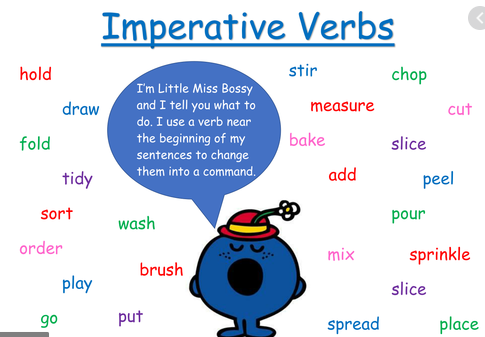 Imperative Verbs
hold
draw
fold
tidy
sort
wash
order
brush
play
go
put
I'm Little Miss Bossy
and I tell you what to
do. I use a verb near
the beginning of my
sentences to change
them into a command.
stir
chop
measure
cut
bake
slice
add
peel
pour
mix
sprinkle
slice
spread
place